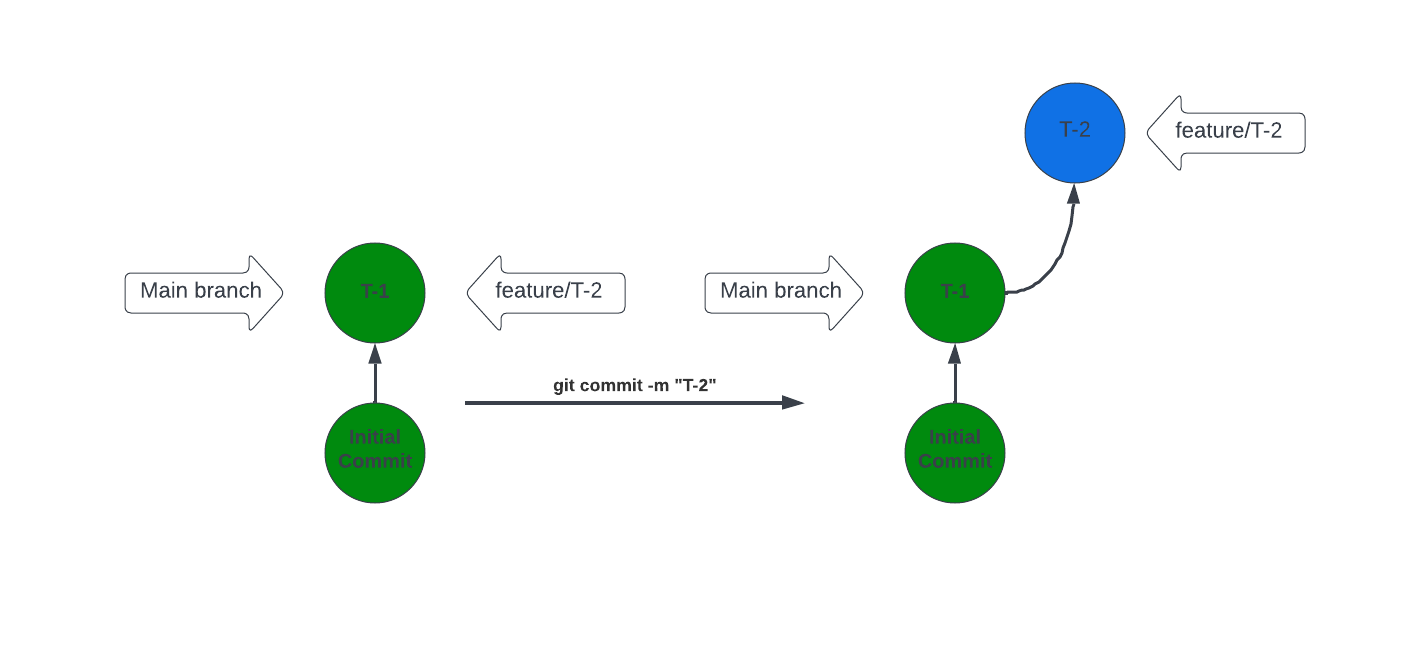 T-2
feature/T-2
Main branch
T-1
feature/T-2
Main branch
T-1
git commit -m "T-2"
Initial
Commit
Initial
Commit